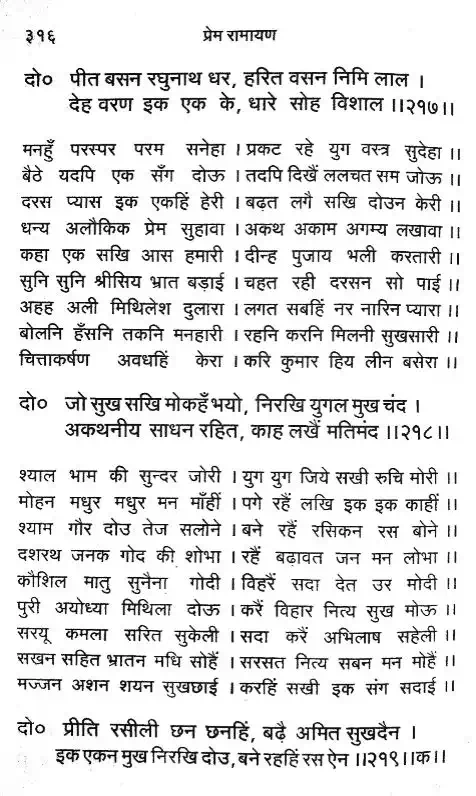 ३१६ प्रेम रामायण
दो० पीत बसन रघुनाथ धर, हरित वसन निमि लाल ।
देह वरण इक एक के, धारे सोह विशाल ।।२१७।।
मनहुँ परस्पर परम सनेहा । प्रकट रहे युग वस्त्र सुदेहा ।।
बैठे यदपि एक सँग दोऊ । तदपि दिखैं ललचत सम जोऊ ।।
दरस प्यास इक एकहिं हेरी । बढ़त लगै सखि दोउन केरी ।।
धन्य अलौकिक प्रेम सुहावा । अकथ अकाम अगम्य लखावा ।।
कहा एक सखि आस हमारी । दीन्ह पुजाय भली करतारी ।।
सुनि सुनि श्रीसिय भ्रात बड़ाई । चहत रही दरसन सो पाई ।।
अहह अली मिथिलेश दुलारा । लगत सबहिं नर नारिन प्यारा ।।
बोलनि हँसनि तकनि मनहारी । रहनि करनि मिलनी सुखसारी ।।
चित्ताकर्षण अवधहिं केरा । करि कुमार हिय लीन बसेरा ।।
दो० जो सुख सखि मोकहँ भयो, निरखि युगल मुख चंद ।
अकथनीय साधन रहित, काह लखैं मतिमंद ।।२१८।।
श्याल भाम की सुन्दर जोरी । युग युग जिये सखी रुचि मोरी ।।
मोहन मधुर मधुर मन माँहीं । पगे रहैं लखि इक इक काहीं ।।
श्याम गौर दोउ तेज सलोने । बने रहैं रसिकन रस बोने ।।
दशरथ जनक गोद की शोभा । रहैं बढ़ावत जन मन लोभा ।।
कौशिल मातु सुनैना गोदी । विहरैं सदा देत उर मोदी ।।
पुरी अयोध्या मिथिला दोऊ । करैं विहार नित्य सुख मोऊ ।।
सरयू कमला सरित सुकेली । सदा करैं अभिलाष सहेली ।।
सखन सहित भ्रातन मधि सोहैं । सरसत नित्य सबन मन मोहैं ।।
मज्जन अशन शयन सुखछाई । करहिं सखी इक संग सदाई ।।
दो० प्रीति रसीली छन छनहिं, बढ़ै अमित सुखदैन ।
इक एकन मुख निरखि दोउ, बने रहहिं रस ऐन ।।२१९।।क।।